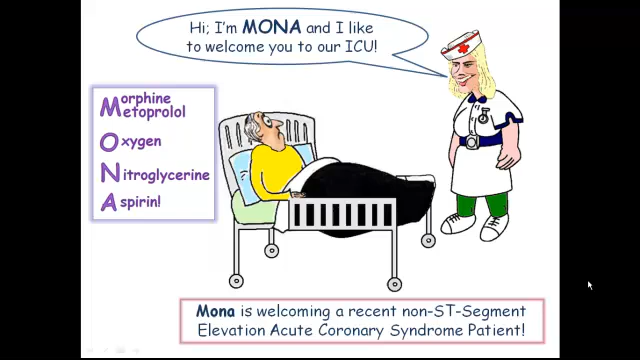 Hi; I'm MONA and I like
to welcome you to our ICU!
Morphine
Metoprolol
Oxygen
Nitroglycerine
Aspirin!
Mona is welcoming a recent non-ST-Segment
Elevation Acute Coronary Syndrome Patient!